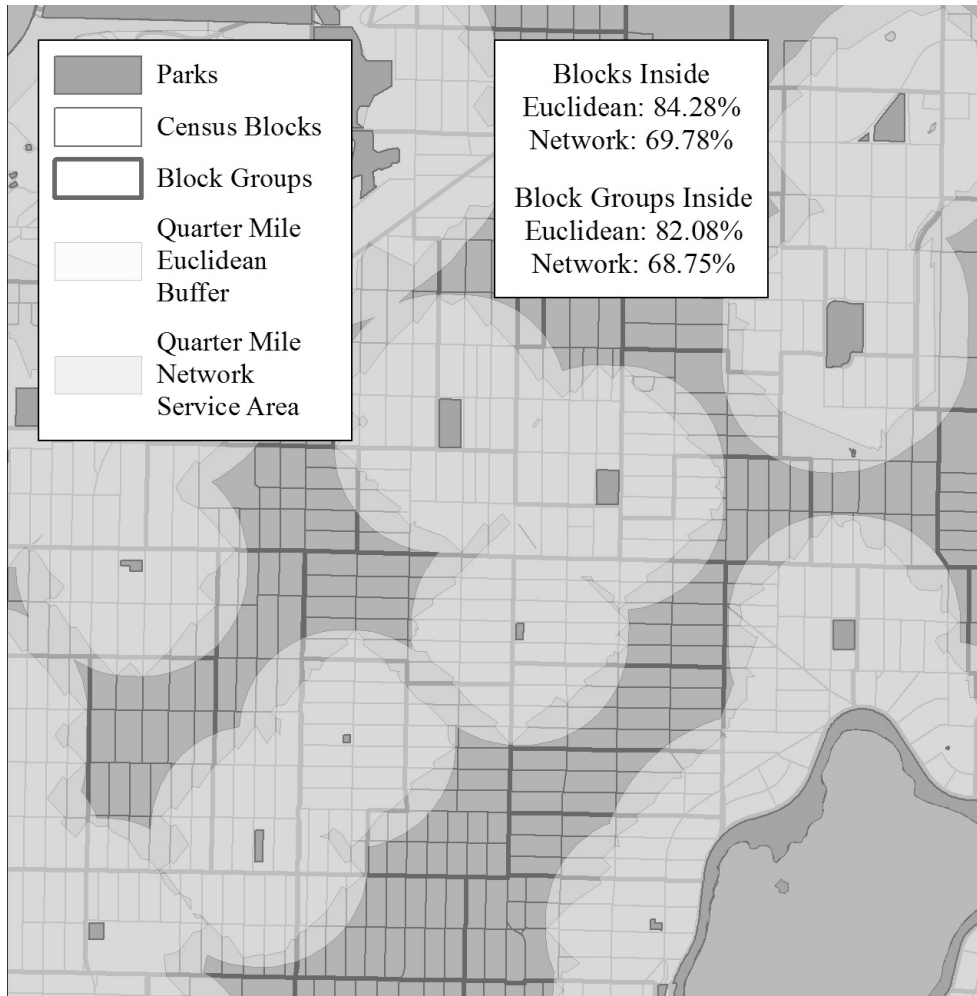 Parks
Census Blocks
Block Groups
Quarter Mile
Euclidean
Buffer
Quarter Mile
Network
Service Area
Blocks Inside
Euclidean: 84.28%
Network: 69.78%
Block Groups Inside
Euclidean: 82.08%
Network: 68.75%